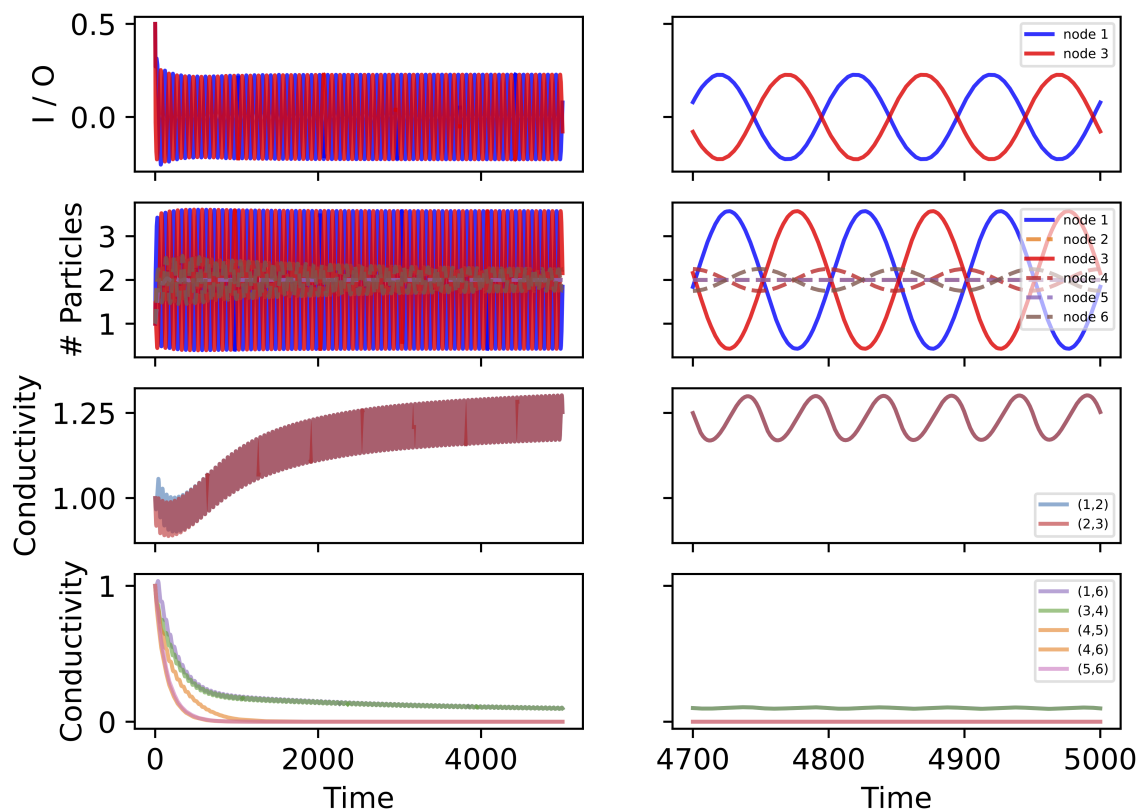 I / O
0.5
0.0
node 1
node 3
# Particles
3
2
1
node 1
node 2
node 3
node 4
node 5
node 6
Conductivity
1.25
1.00
(1,2)
(2,3)
Conductivity
1
0
(1,6)
(3,4)
(4,5)
(4,6)
(5,6)
0 2000 4000
4700 4800 4900 5000
Time
Time